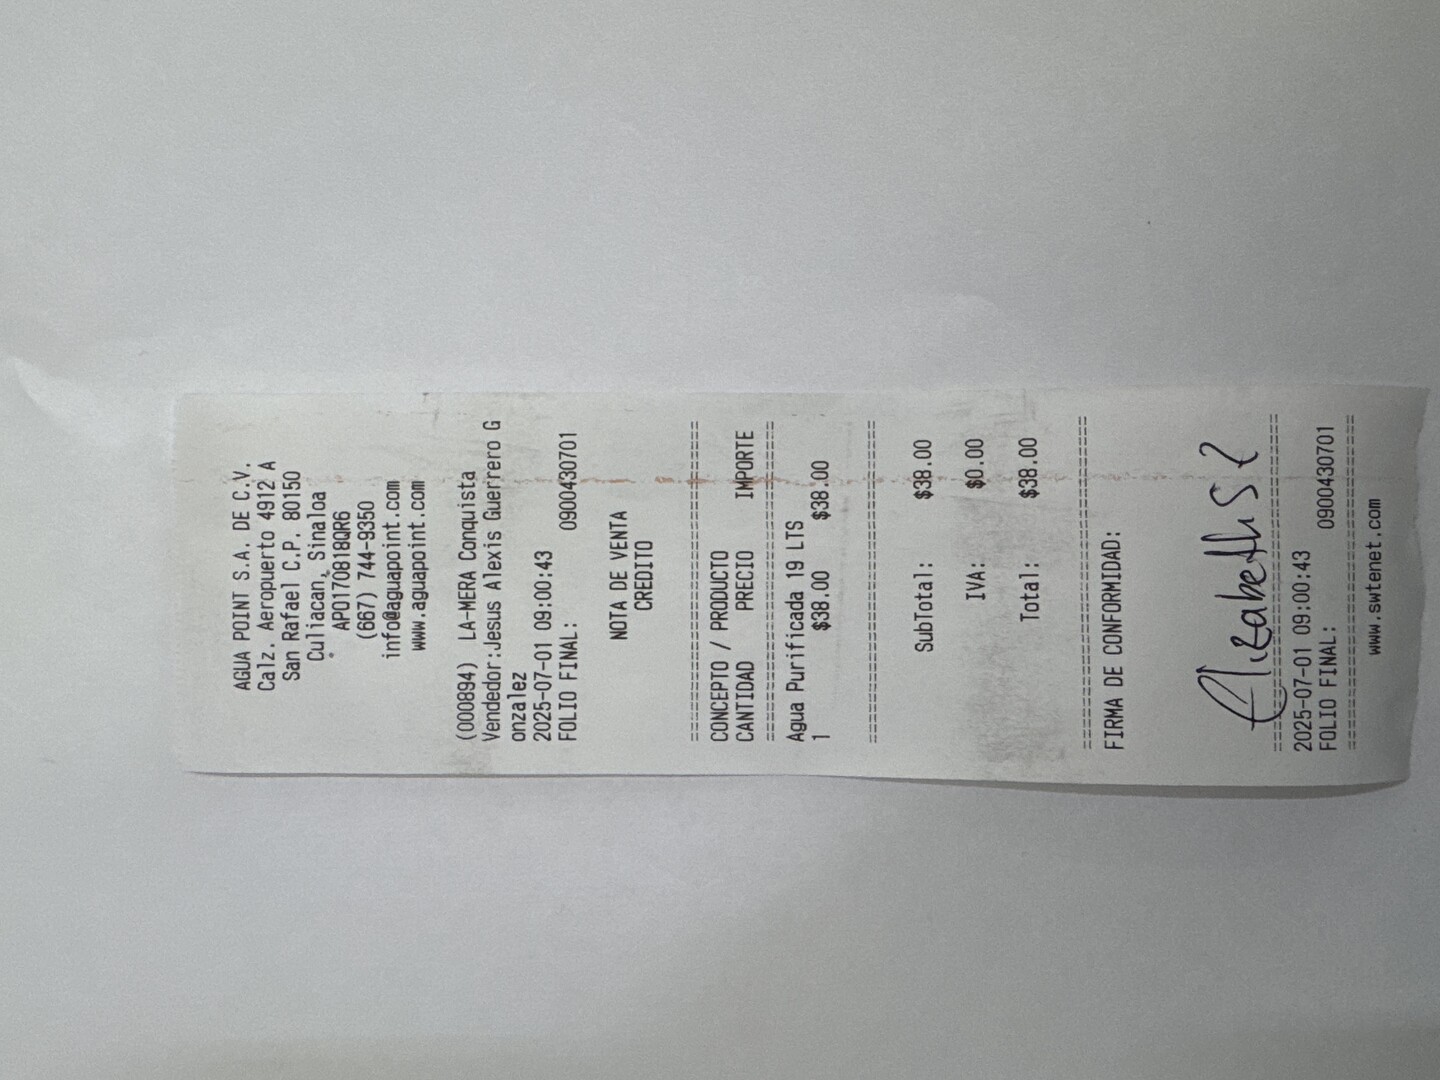 AGUA POINT S.A. DE C.V.
Calz. Aeropuerto 4912 A
San Rafael C.P. 80150
Culiacan, Sinaloa
APO170818QR6
(667) 744-9350
info@aguapoint.com
www.aguapoint.com
(000894) LA-MERA Conquista
Vendedor:Jesus Alexis Guerrero G
onzalez
2025-07-01 09:00:43
FOLIO FINAL: 0900430701
NOTA DE VENTA
CREDITO
================================
CONCEPTO / PRODUCTO
CANTIDAD PRECIO IMPORTE
================================
Agua Purificada 19 LTS
1 $38.00 $38.00
================================
SubTotal: $38.00
IVA: $0.00
Total: $38.00
================================
FIRMA DE CONFORMIDAD:
================================
2025-07-01 09:00:43
FOLIO FINAL: 0900430701
================================
www.swtenet.com